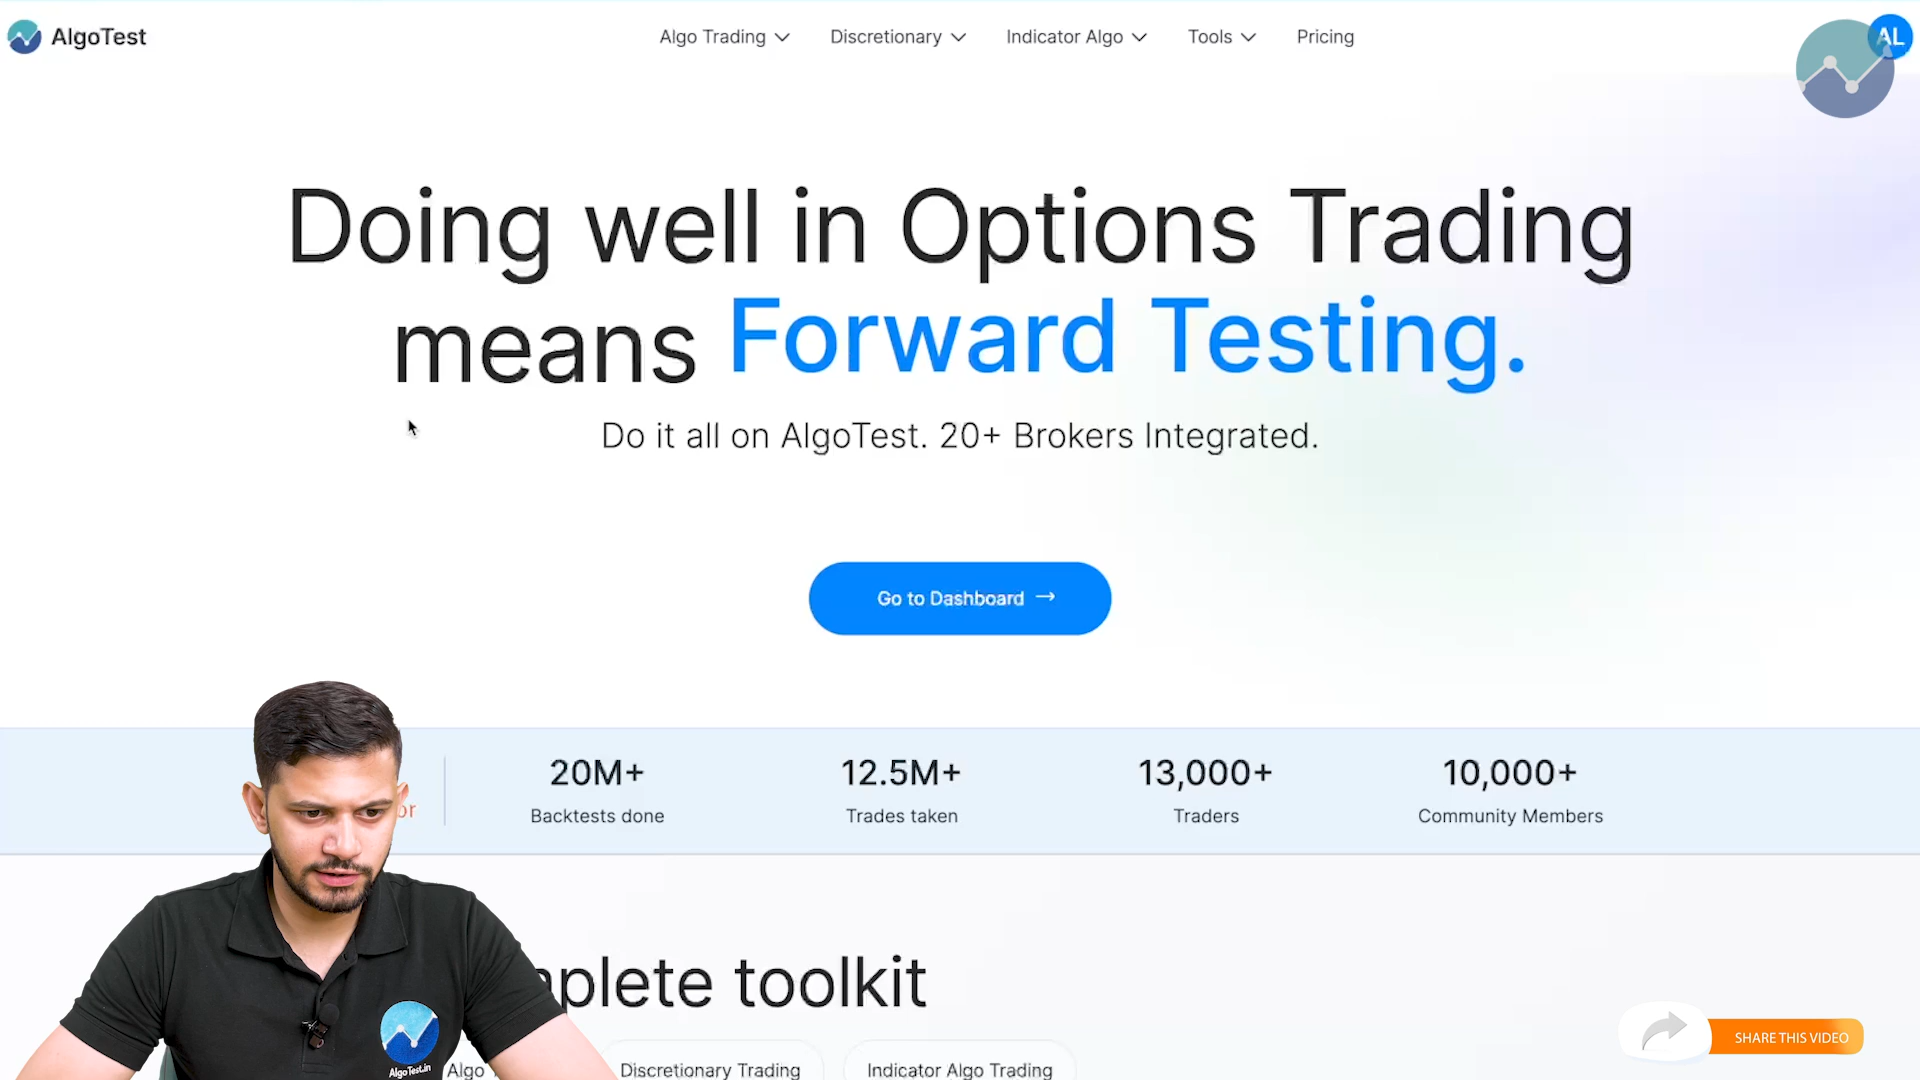 AlgoTest
Algo Trading
Discretionary
Indicator Algo
Tools
Pricing
AL
Doing well in Options Trading
means Forward Testing.
Do it all on AlgoTest. 20+ Brokers Integrated.
Go to Dashboard →
20M+
Backtests done
12.5M+
Trades taken
13,000+
Traders
10,000+
Community Members
toolkit
SHARE THIS VIDEO
AlgoTest.in
Algo
Discretionary Trading
Indicator Algo Trading